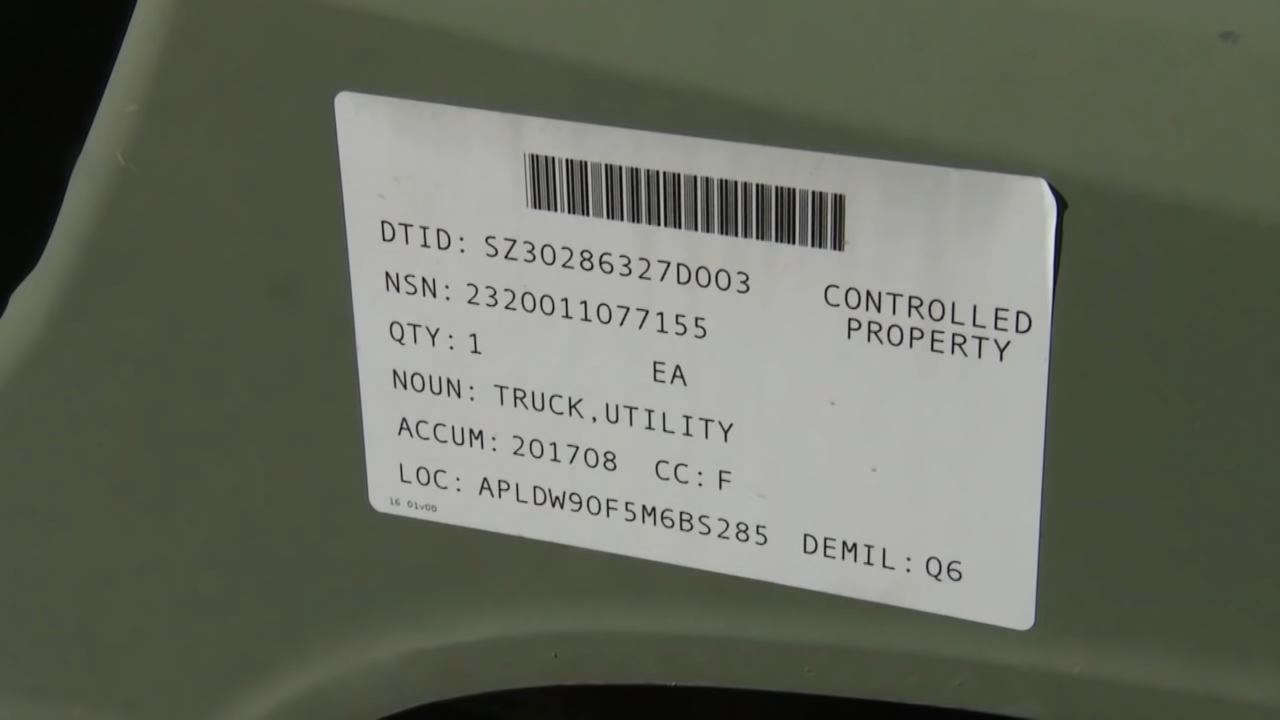 DTID: SZ30286327D003
NSN: 2320011077155
CONTROLLED
PROPERTY
QTY: 1 EA
NOUN: TRUCK,UTILITY
ACCUM: 201708 CC: F
LOC: APLDW90F5M6BS285 DEMIL: Q6
16 01v00